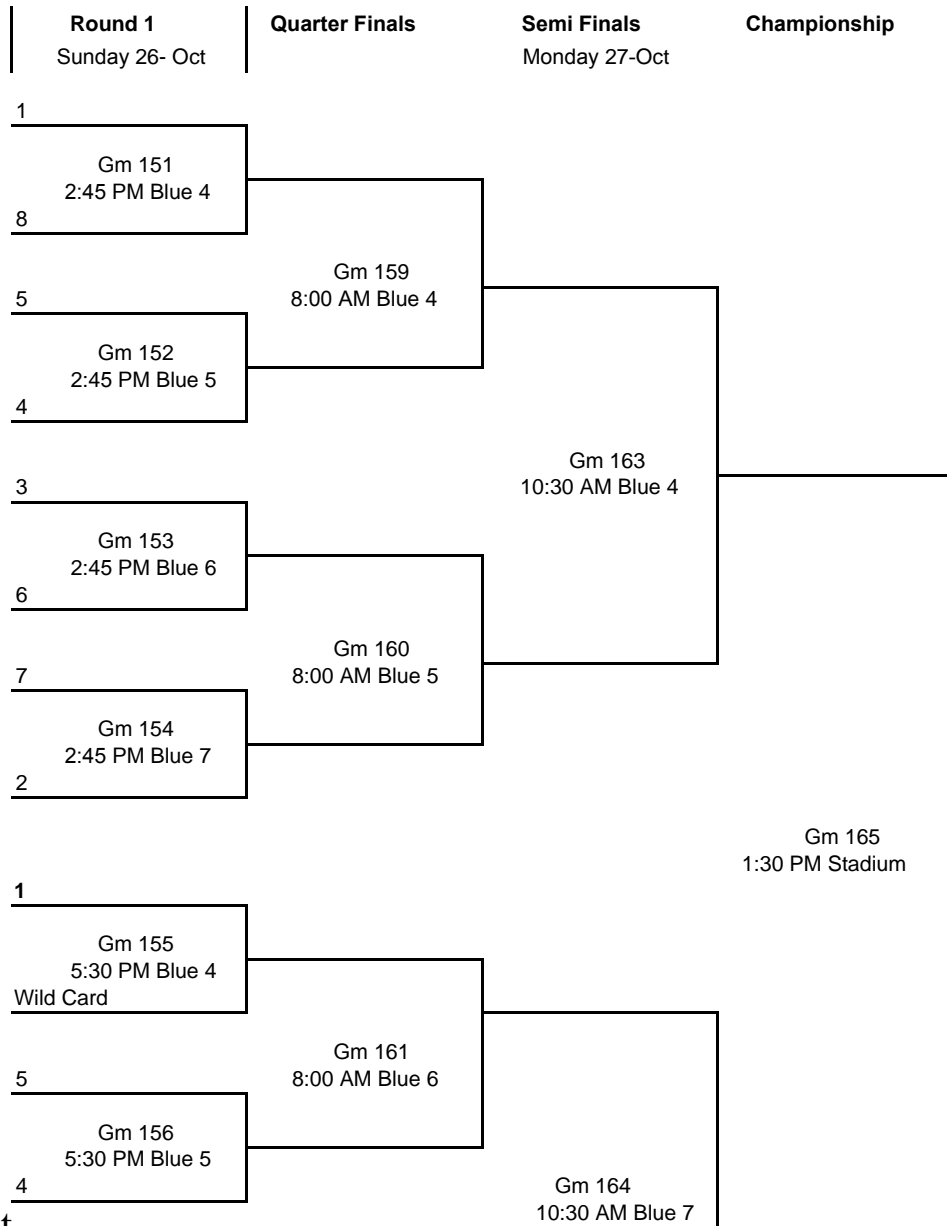 Round 1 Quarter Finals Semi Finals Championship
Sunday 26- Oct Monday 27-Oct
1
Gm 151
2:45 PM Blue 4
8
Gm 159
8:00 AM Blue 4
5
Gm 152
2:45 PM Blue 5
4
Gm 163
10:30 AM Blue 4
3
Gm 153
2:45 PM Blue 6
6
Gm 160
8:00 AM Blue 5
7
Gm 154
2:45 PM Blue 7
2
Gm 165
1:30 PM Stadium
1
Gm 155
5:30 PM Blue 4
Wild Card
Gm 161
8:00 AM Blue 6
5
Gm 156
5:30 PM Blue 5
4
Gm 164
10:30 AM Blue 7